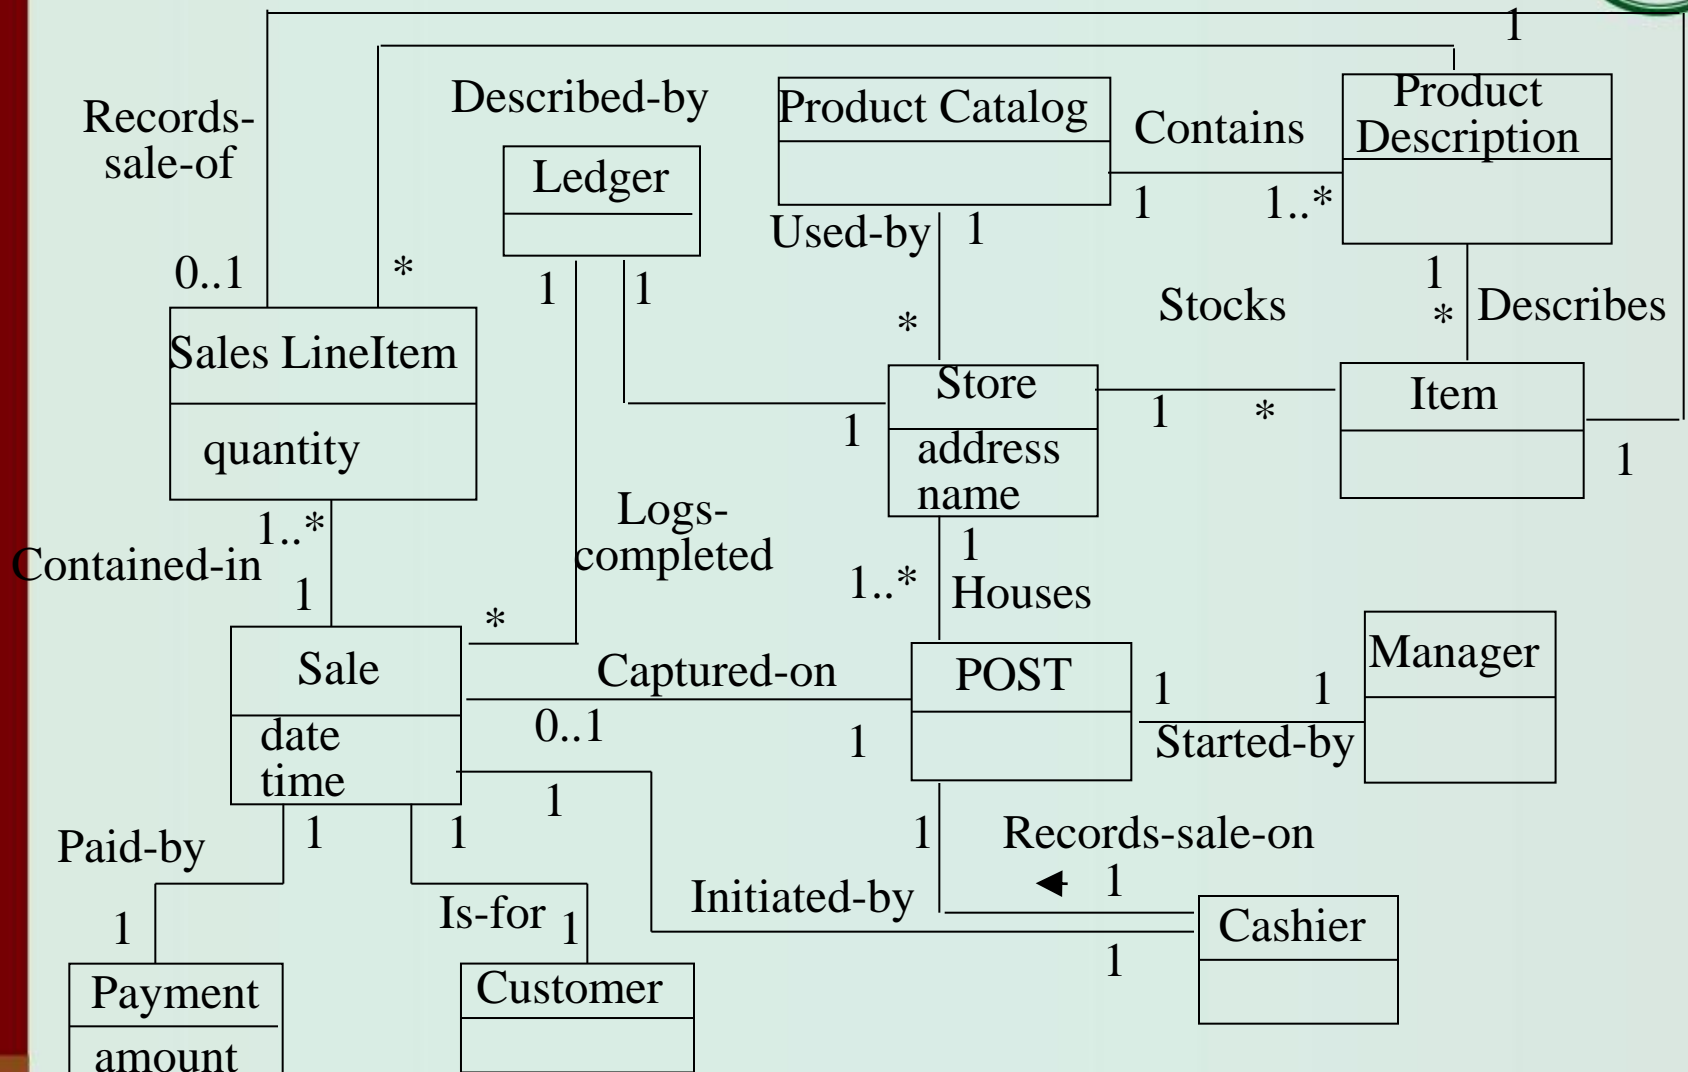 1
Records-
sale-of
Described-by
Product Catalog
Contains
Product
Description
Ledger
1
1..*
Used-by
1
0..1
*
1
1
*
Stocks
1
*
Describes
Sales LineItem
quantity
Store
address
name
1
1
*
Item
1
1..*
Contained-in
1
Logs-
completed
*
1
1..*
Houses
Sale
date
time
Captured-on
0..1
1
POST
1
1
Started-by
Manager
1
Paid-by
1
1
1
Records-sale-on
1
Initiated-by
Is-for
1
1
1
Cashier
Payment
amount
Customer